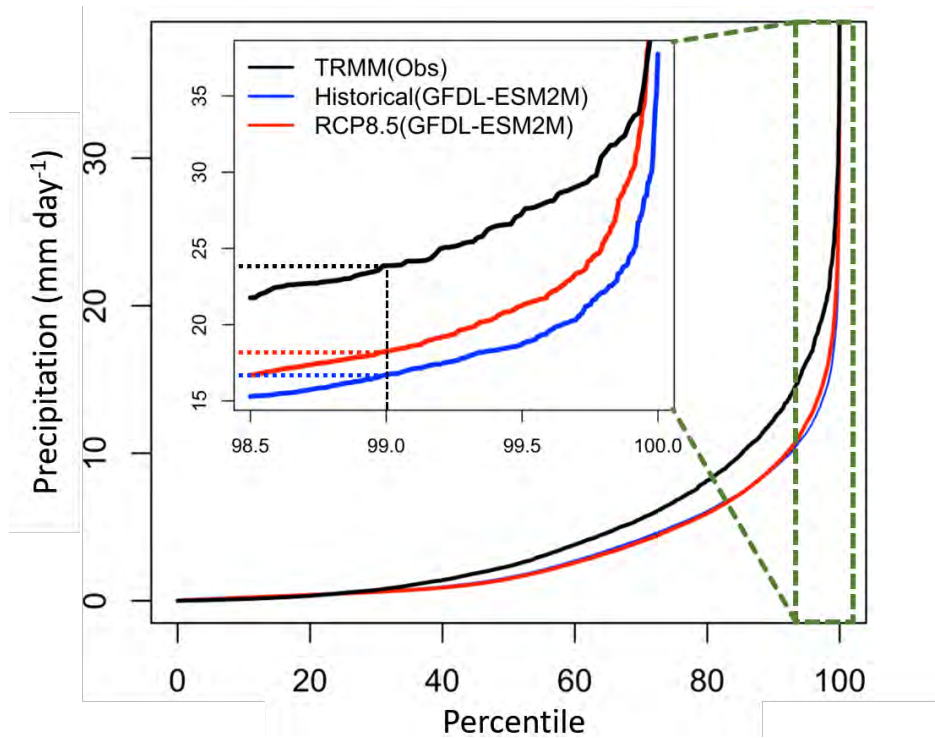 TRMM(Obs)
Historical(GFDL-ESM2M)
RCP8.5(GFDL-ESM2M)
35
30
25
20
15
98.5 99.0 99.5 100.0
Precipitation (mm day⁻¹)
30
20
10
0
0 20 40 60 80 100
Percentile